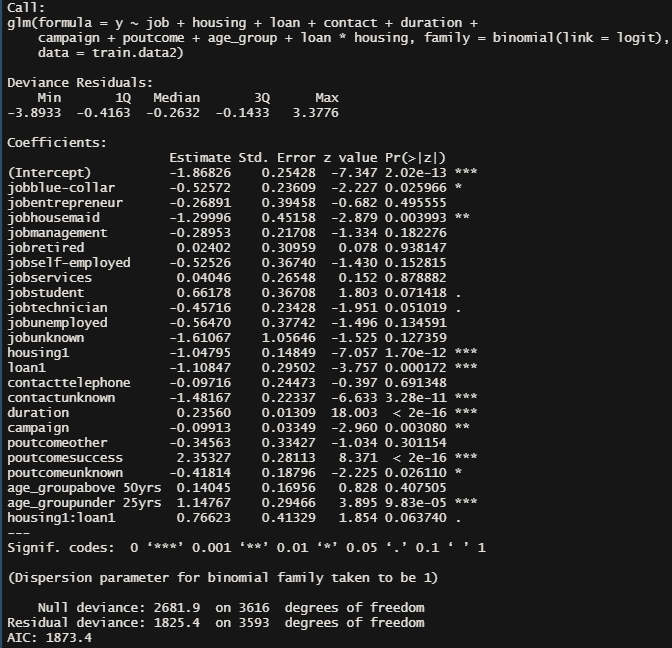 Call:
glm(formula = y ~ job + housing + loan + contact + duration +
    campaign + poutcome + age_group + loan * housing, family = binomial(link = logit),
    data = train.data2)
Deviance Residuals:
    Min      1Q  Median      3Q     Max
-3.8933 -0.4163 -0.2632 -0.1433  3.3776
Coefficients:
                     Estimate Std. Error z value Pr(>|z|)
(Intercept)          -1.86826    0.25428  -7.347 2.02e-13 ***
jobblue-collar       -0.52572    0.23609  -2.227 0.025966 *
jobentrepreneur      -0.26891    0.39458  -0.682 0.495555
jobhousemaid         -1.29996    0.45158  -2.879 0.003993 **
jobmanagement        -0.28953    0.21708  -1.334 0.182276
jobretired            0.02402    0.30959   0.078 0.938147
jobself-employed     -0.52526    0.36740  -1.430 0.152815
jobservices           0.04046    0.26548   0.152 0.878882
jobstudent            0.66178    0.36708   1.803 0.071418 .
jobtechnician        -0.45716    0.23428  -1.951 0.051019 .
jobunemployed        -0.56470    0.37742  -1.496 0.134591
jobunknown           -1.61067    1.05646  -1.525 0.127359
housing1             -1.04795    0.14849  -7.057 1.70e-12 ***
loan1                -1.10847    0.29502  -3.757 0.000172 ***
contacttelephone     -0.09716    0.24473  -0.397 0.691348
contactunknown       -1.48167    0.22337  -6.633 3.28e-11 ***
duration              0.23560    0.01309  18.003  < 2e-16 ***
campaign             -0.09913    0.03349  -2.960 0.003080 **
poutcomeother        -0.34563    0.33427  -1.034 0.301154
poutcomesuccess       2.35327    0.28113   8.371  < 2e-16 ***
poutcomeunknown      -0.41814    0.18796  -2.225 0.026110 *
age_groupabove 50yrs  0.14045    0.16956   0.828 0.407505
age_groupunder 25yrs  1.14767    0.29466   3.895 9.83e-05 ***
housing1:loan1        0.76623    0.41329   1.854 0.063740 .
---
Signif. codes:  0 ‘***’ 0.001 ‘**’ 0.01 ‘*’ 0.05 ‘.’ 0.1 ‘ ’ 1
(Dispersion parameter for binomial family taken to be 1)
    Null deviance: 2681.9  on 3616  degrees of freedom
Residual deviance: 1825.4  on 3593  degrees of freedom
AIC: 1873.4